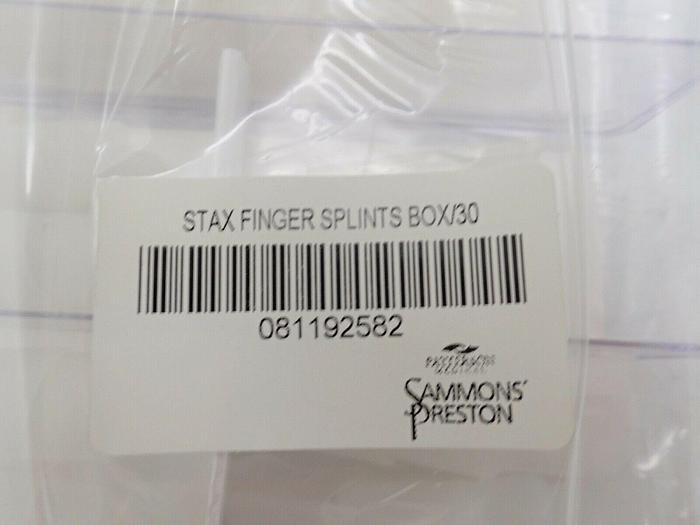 STAX FINGER SPLINTS BOX/30
081192582
SAMMONS'
PRESTON